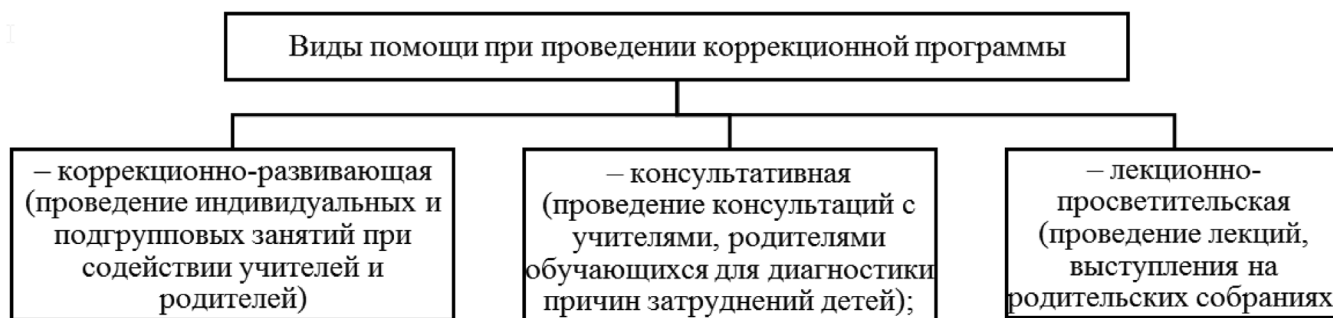 Виды помощи при проведении коррекционной программы
– коррекционно-развивающая
(проведение индивидуальных и
подгрупповых занятий при
содействии учителей и
родителей)
– консультативная
(проведение консультаций с
учителями, родителями
обучающихся для диагностики
причин затруднений детей);
– лекционно-
просветительская
(проведение лекций,
выступления на
родительских собраниях